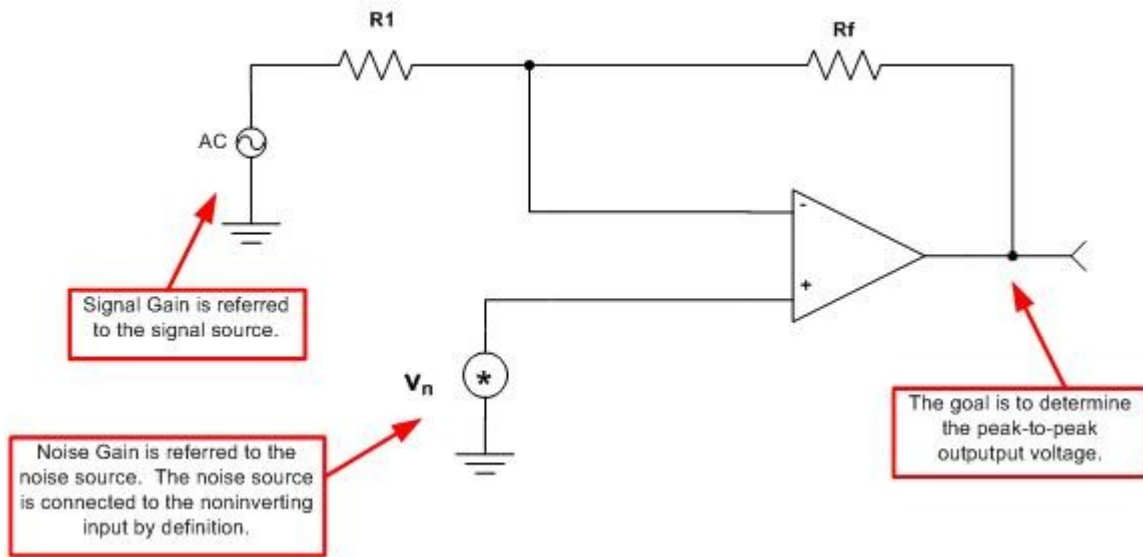 R1
Rf
AC
-
+
Signal Gain is referred
to the signal source.
vn
*
The goal is to determine
the peak-to-peak
outputput voltage.
Noise Gain is referred to the
noise source. The noise source
is connected to the noninverting
input by definition.